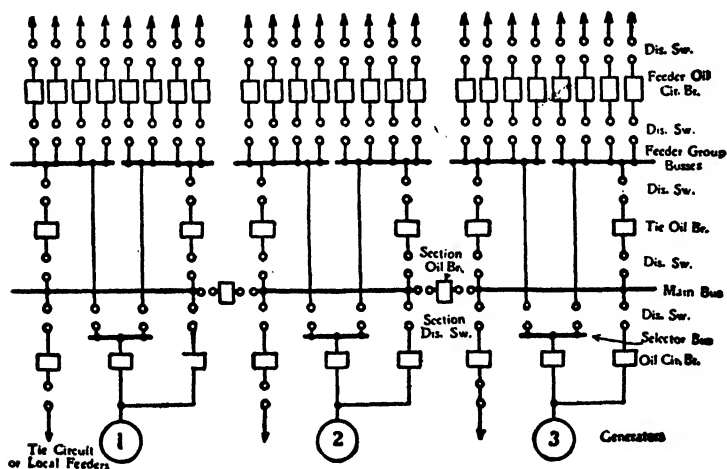 Dis. Sw.
Feeder Oil
Cir. Br.
Dis. Sw.
Feeder Group
Busses
Dis. Sw.
Tie Oil Br.
Section
Oil Br.
Dis. Sw.
Main Bus
Section
Dis. Sw.
Dis. Sw.
Selector Bus
Oil Cir. Br.
1
2
3
Generators
Tie Circuit
or Local Feeders